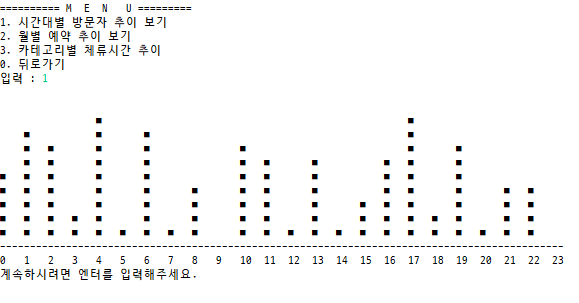 ========== M E N U =========
1. 시간대별 방문자 추이 보기
2. 월별 예약 추이 보기
3. 카테고리별 체류시간 추이
0. 뒤로가기
입력 : 1
0 1 2 3 4 5 6 7 8 9 10 11 12 13 14 15 16 17 18 19 20 21 22 23
계속하시려면 엔터를 입력해주세요.